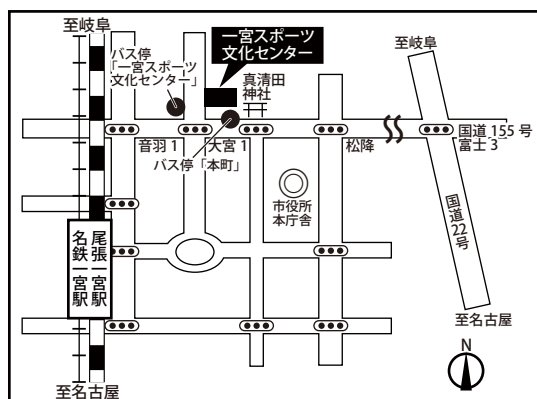 至岐阜
バス停
「一宮スポーツ
文化センター」
一宮スポーツ
文化センター
真清田
神社
至岐阜
音羽 1
大宮 1
バス停「本町」
松降
国道 155 号
富士 3
市役所
本庁舎
国道22号
尾張一宮駅
名鉄一宮駅
至名古屋
至名古屋
N